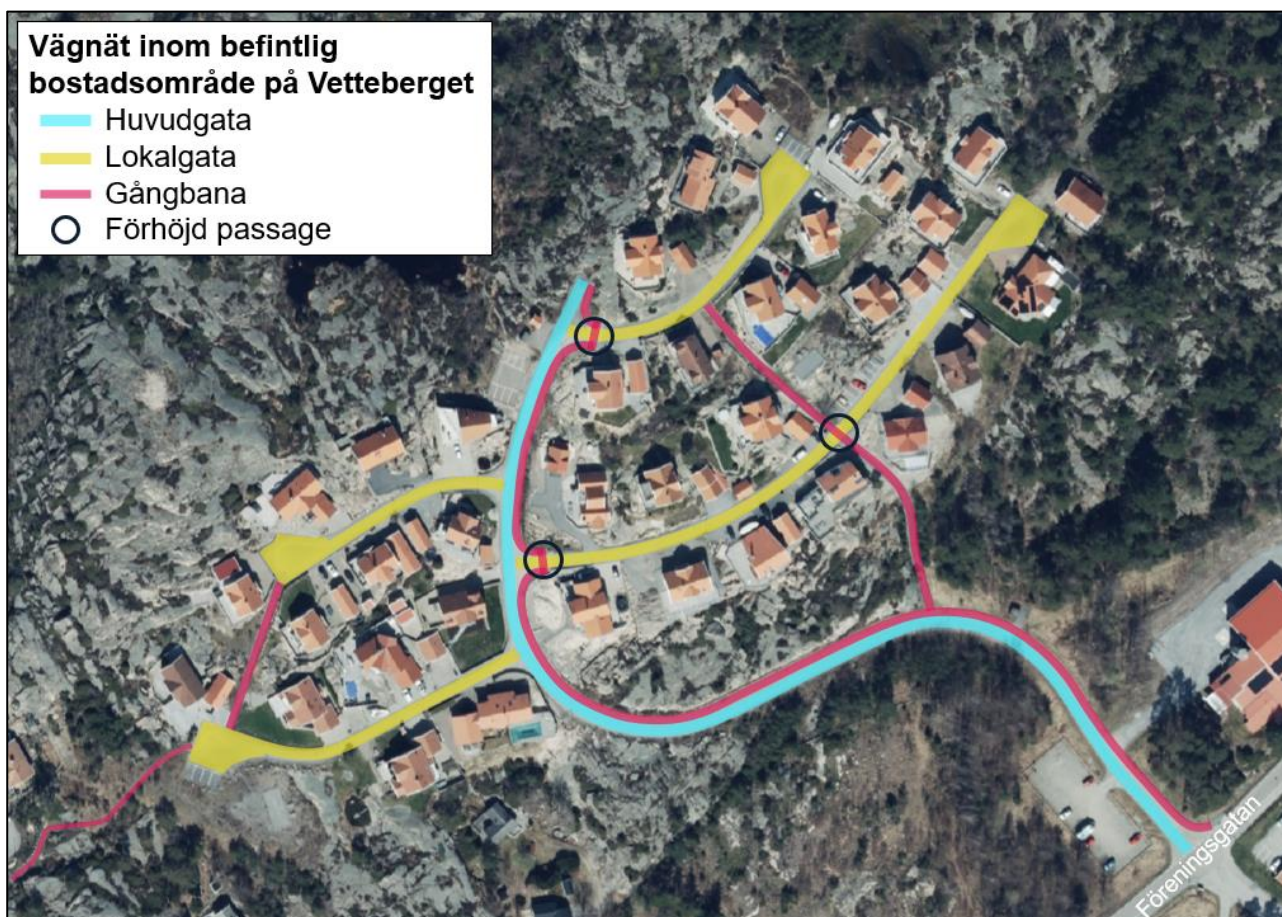 Vägnät inom befintlig
bostadsområde på Vetteberget
Huvudgata
Lokalgata
Gångbana
Förhöjd passage
Föreningsgatan